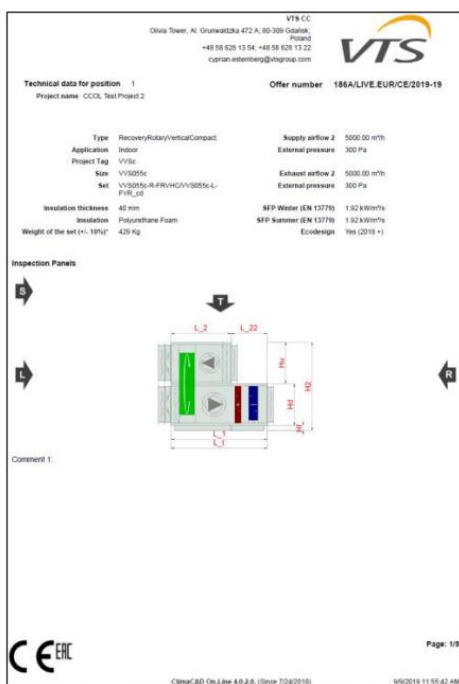 VTS CC
Olivia Tower, Al. Grunwaldzka 472 A; 80-309 Gdańsk;
Poland
+48 58 628 13 54; +48 58 628 13 22
cyprian.estemberg@vtsgroup.com
VTS
Technical data for position 1
Offer number 186A/LIVE.EUR/CE/2019-19
Project name CCOL Test Project 2
Type RecoveryRotaryVerticalCompact
Supply airflow 2 5000.00 m³/h
Application Indoor
External pressure 300 Pa
Project Tag VVSc
Size VVS055c
Exhaust airflow 2 5000.00 m³/h
Set VVS055c-R-FRVHC/VVS055c-L-FVR_cd
External pressure 300 Pa
Insulation thickness 40 mm
SFP Winter (EN 13779) 1.92 kW/m³/s
Insulation Polyurethane Foam
SFP Summer (EN 13779) 1.92 kW/m³/s
Weight of the set (+/- 10%)* 429 Kg
Ecodesign Yes (2018 +)
Inspection Panels
S
T
L_2 L_22
L
R
Hu
H2
Hd
Hf
L_1
L_t
Comment 1:
CE EAC
Page: 1/9
ClimaCAD On-Line 4.0.2.0. (Since 7/24/2018)
9/9/2019 11:55:42 AM